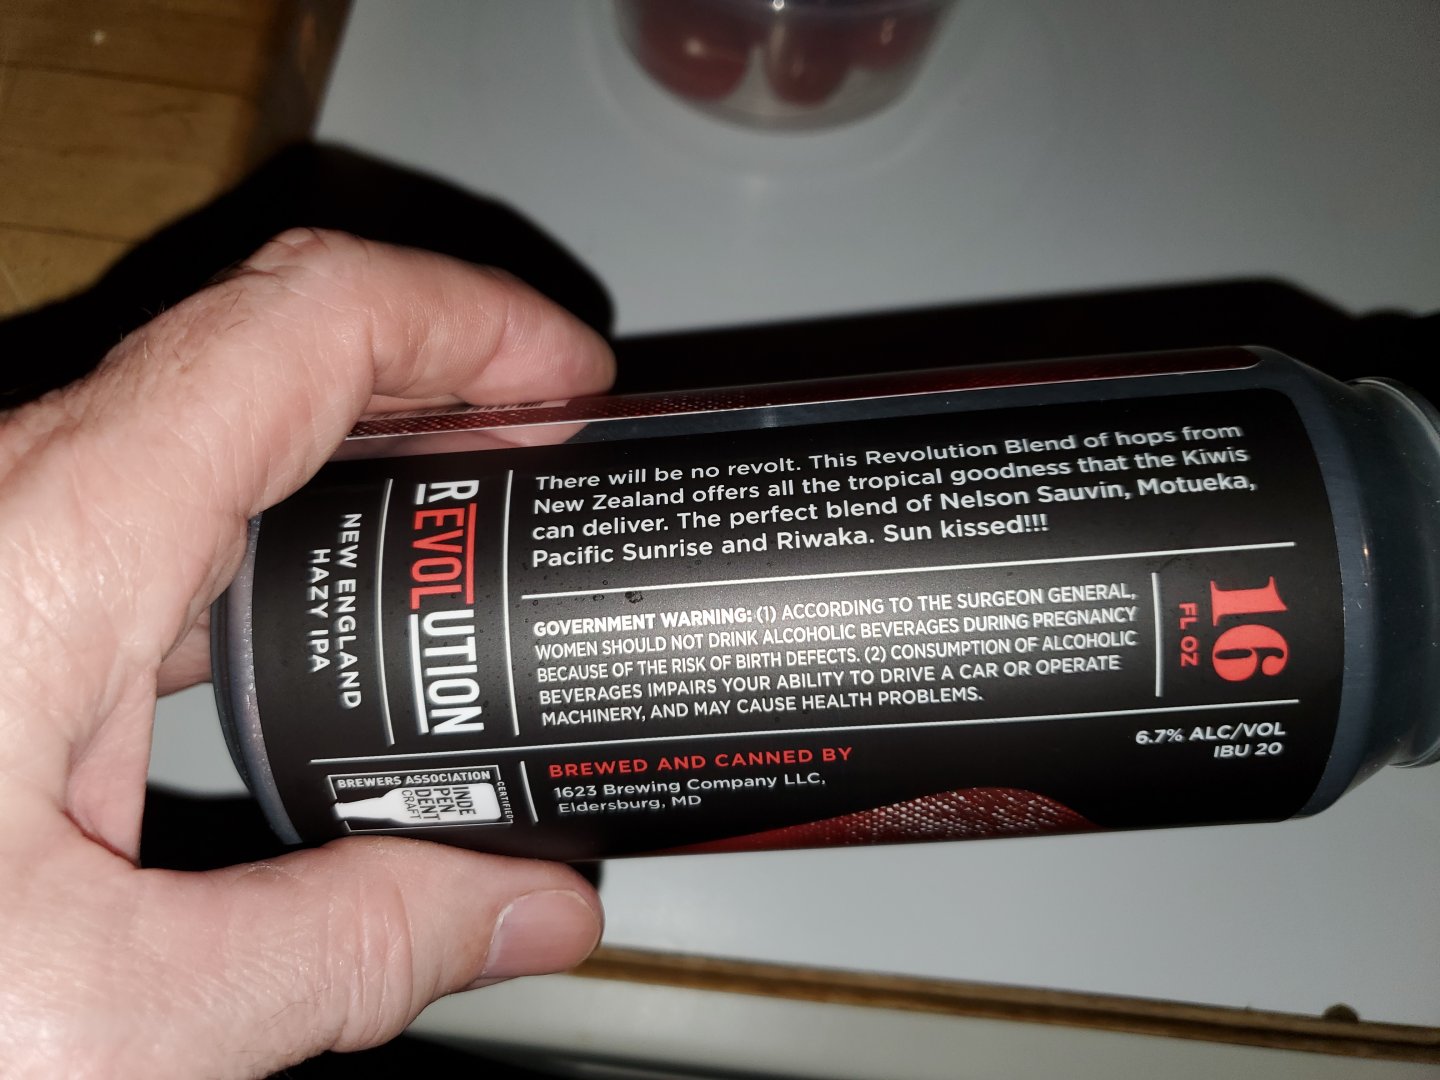 There will be no revolt. This Revolution Blend of hops from
New Zealand offers all the tropical goodness that the Kiwis
can deliver. The perfect blend of Nelson Sauvin, Motueka,
Pacific Sunrise and Riwaka. Sun kissed!!!
GOVERNMENT WARNING: (1) ACCORDING TO THE SURGEON GENERAL,
WOMEN SHOULD NOT DRINK ALCOHOLIC BEVERAGES DURING PREGNANCY
BECAUSE OF THE RISK OF BIRTH DEFECTS. (2) CONSUMPTION OF ALCOHOLIC
BEVERAGES IMPAIRS YOUR ABILITY TO DRIVE A CAR OR OPERATE
MACHINERY, AND MAY CAUSE HEALTH PROBLEMS.
16
FL OZ
REVOLUTION
NEW ENGLAND
HAZY IPA
BREWED AND CANNED BY
1623 Brewing Company LLC,
Eldersburg, MD
6.7% ALC/VOL
IBU 20
BREWERS ASSOCIATION
CERTIFIED
INDE
PEN
DENT
CRAFT